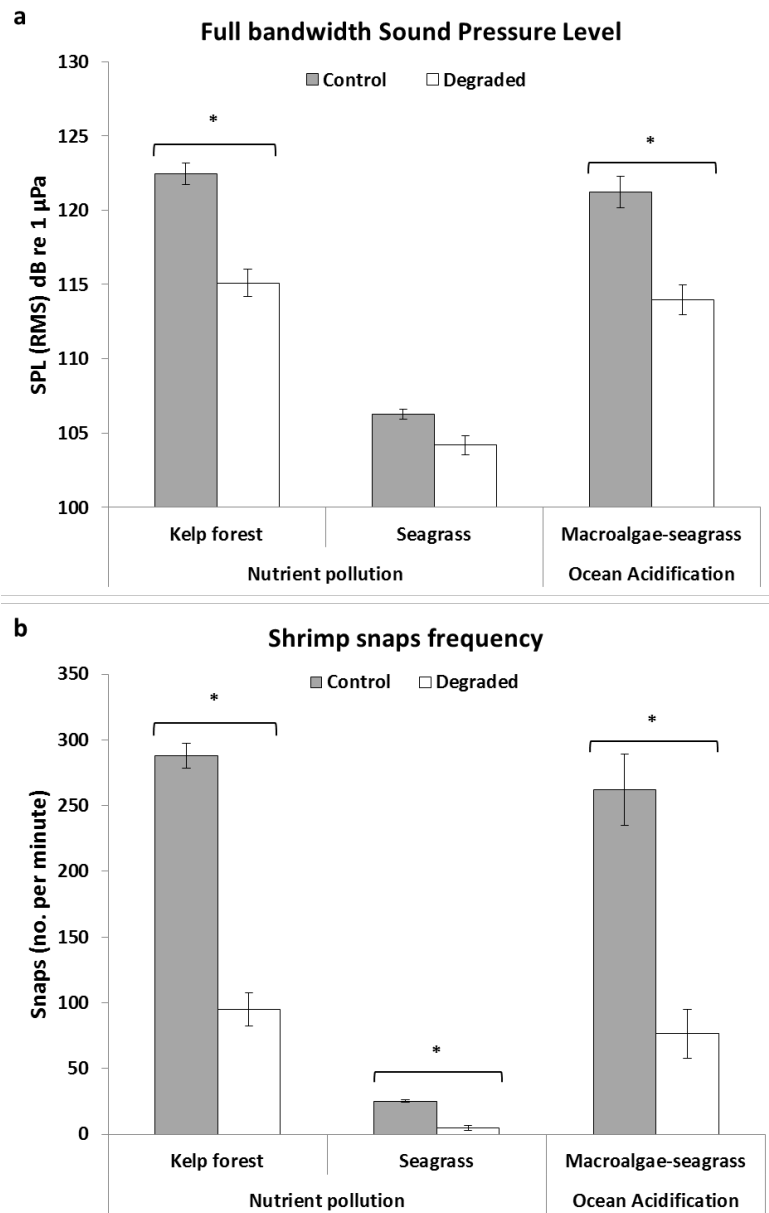 a
Full bandwidth Sound Pressure Level
Control Degraded
130
125
120
115
110
105
100
SPL (RMS) dB re 1 µPa
*
*
Kelp forest Seagrass Macroalgae-seagrass
Nutrient pollution Ocean Acidification
b
Shrimp snaps frequency
Control Degraded
350
300
250
200
150
100
50
0
Snaps (no. per minute)
*
*
*
Kelp forest Seagrass Macroalgae-seagrass
Nutrient pollution Ocean Acidification